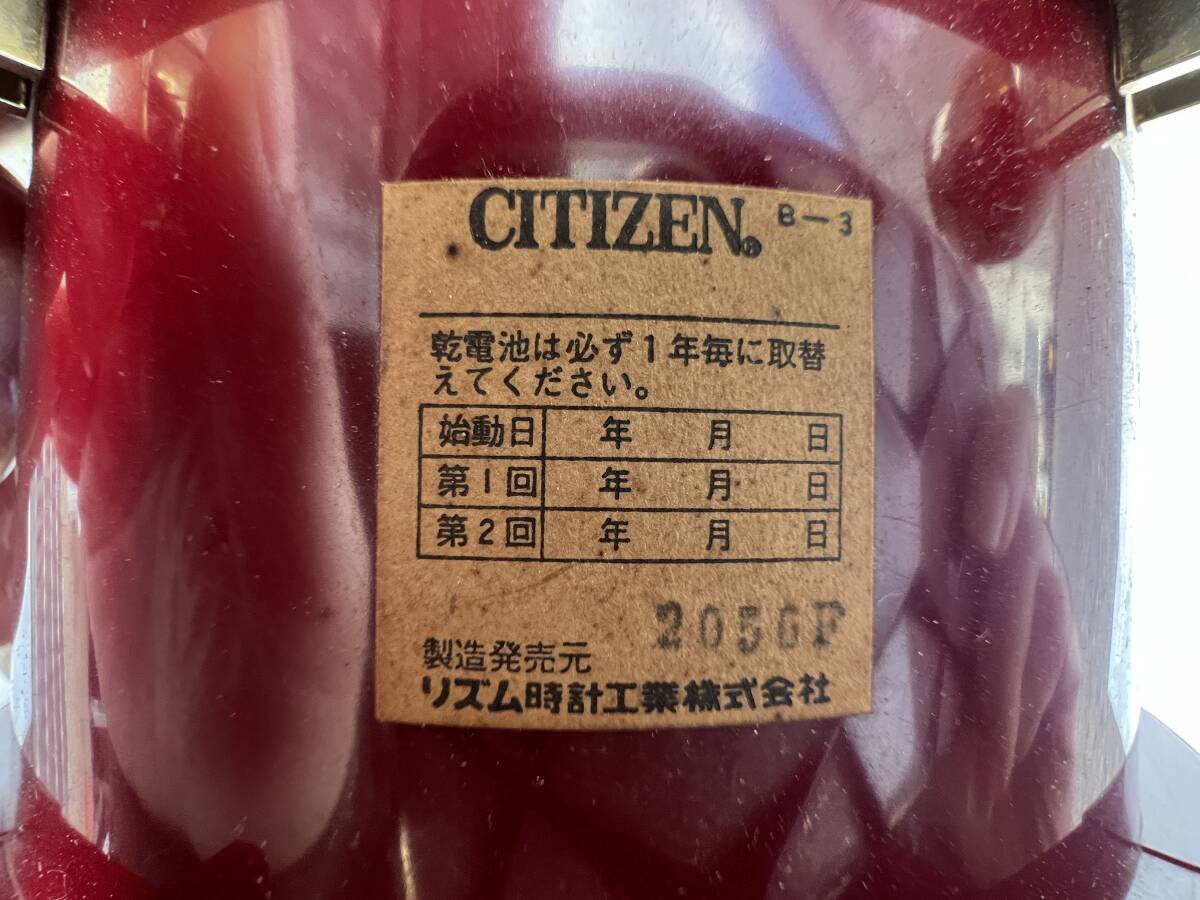 CITIZEN® B-3
乾電池は必ず1年毎に取替
えてください。
始動日 年 月 日
第1回 年 月 日
第2回 年 月 日
2056F
製造発売元
リズム時計工業株式会社